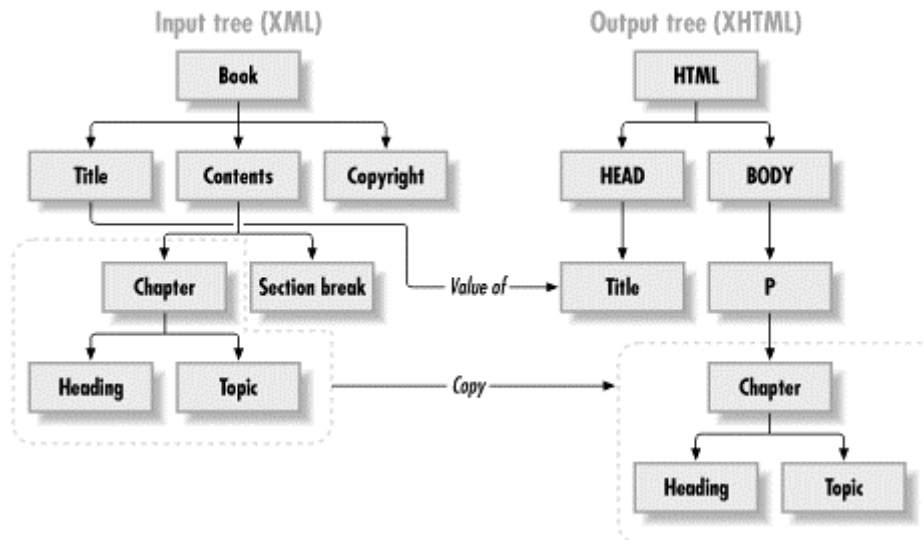 Input tree (XML)
Output tree (XHTML)
Book
HTML
Title
Contents
Copyright
HEAD
BODY
Chapter
Section break
Value of
Title
P
Heading
Topic
Copy
Chapter
Heading
Topic